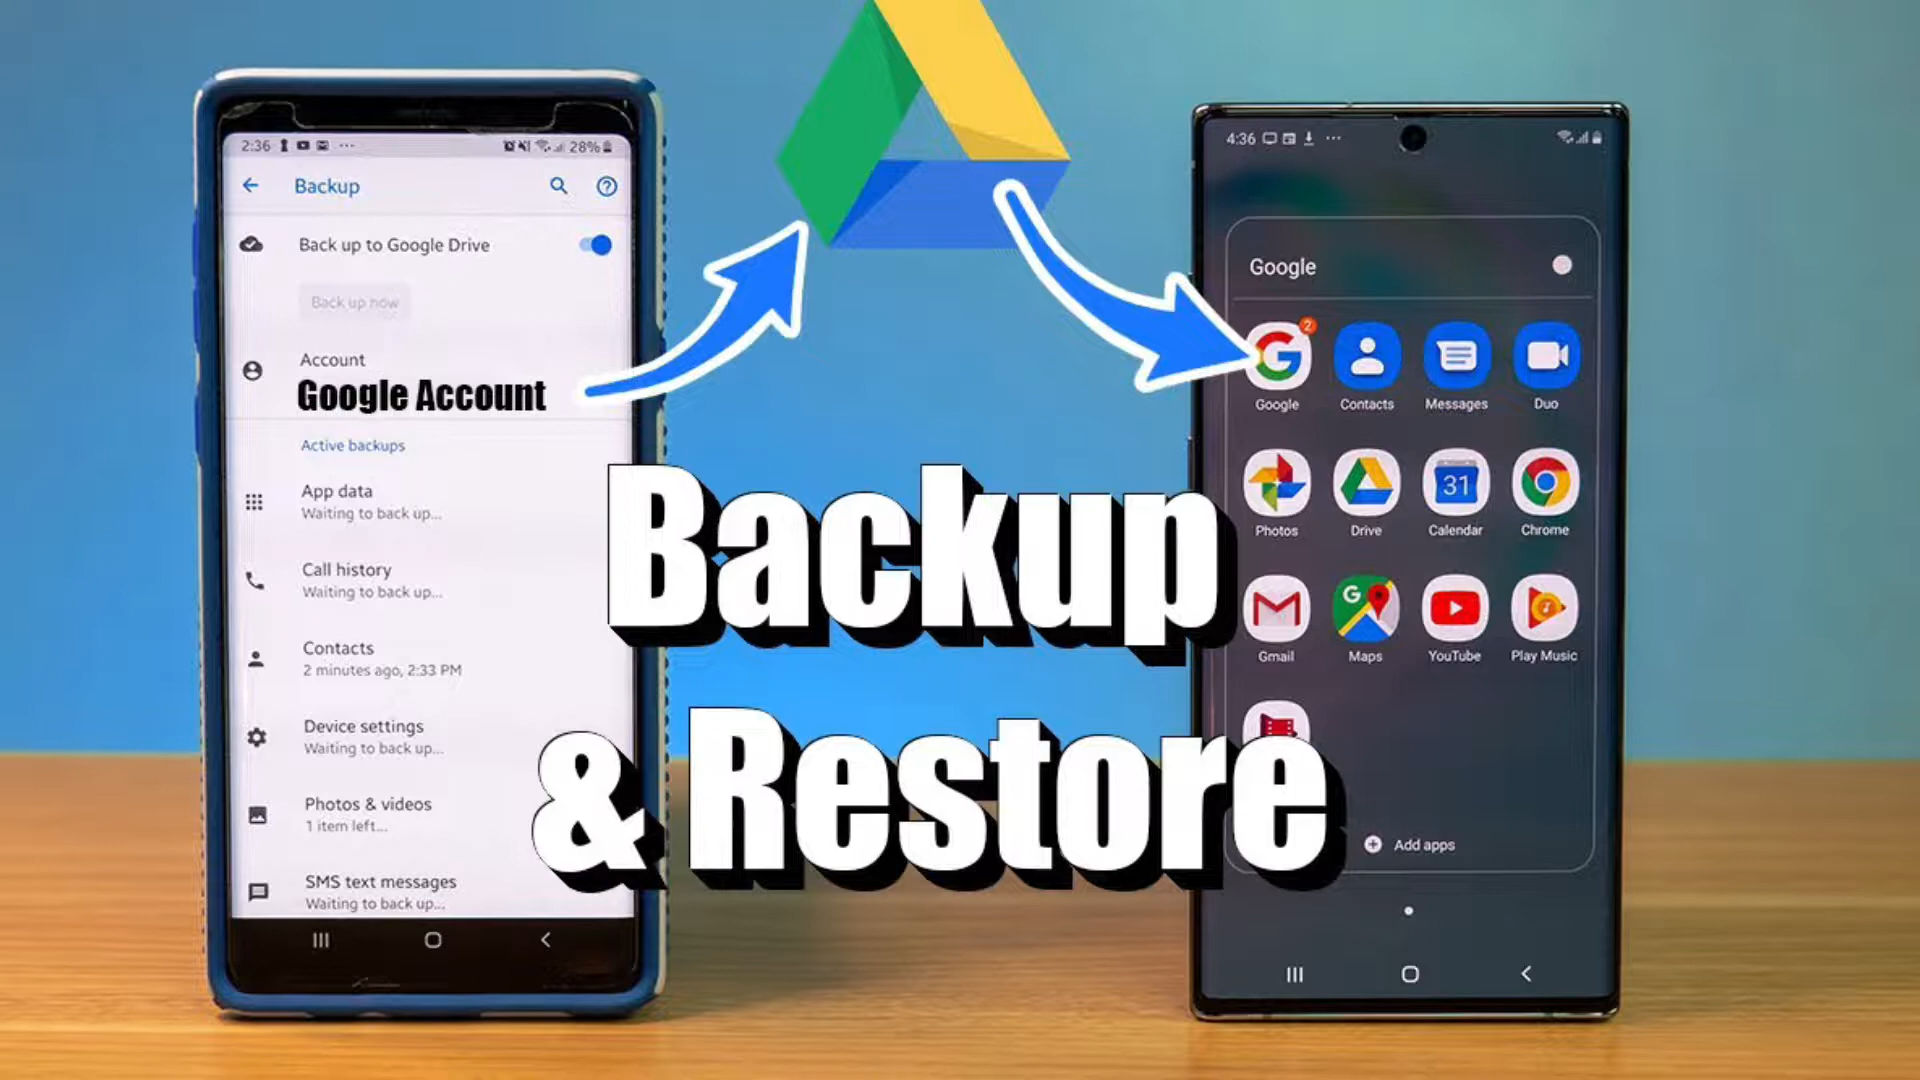 2:36
28%
Backup
Back up to Google Drive
Back up now
Account
Google Account
Active backups
App data
Waiting to back up...
Call history
Waiting to back up...
Contacts
2 minutes ago, 2:33 PM
Device settings
Waiting to back up...
Photos & videos
1 item left...
SMS text messages
Waiting to back up...
Backup
& Restore
4:36
Google
2
Google
Contacts
Messages
Duo
Photos
31
Drive
Calendar
Chrome
Gmail
G
Maps
YouTube
Play Music
Add apps